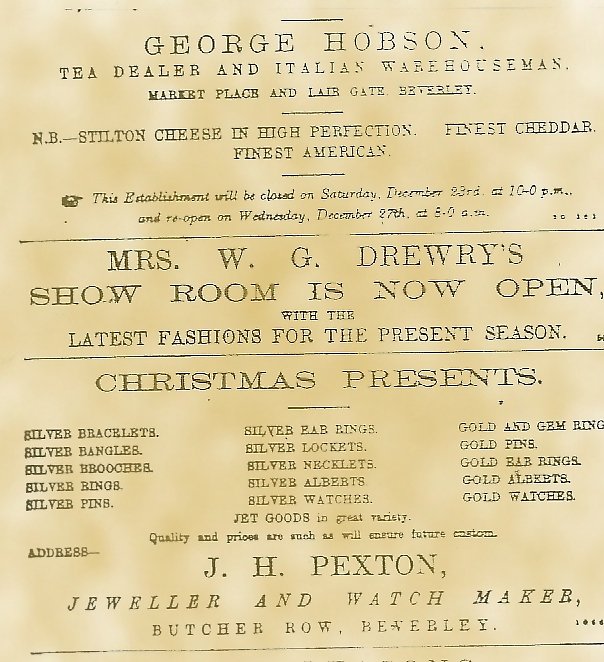 GEORGE HOBSON,
TEA DEALER AND ITALIAN WAREHOUSEMAN,
MARKET PLACE AND LAIR GATE, BEVERLEY.
N.B.—STILTON CHEESE IN HIGH PERFECTION. FINEST CHEDDAR.
FINEST AMERICAN.
This Establishment will be closed on Saturday, December 23rd, at 10-0 p.m.,
and re-open on Wednesday, December 27th, at 8-0 a.m.
MRS. W. G. DREWRY'S
SHOW ROOM IS NOW OPEN,
WITH THE
LATEST FASHIONS FOR THE PRESENT SEASON.
CHRISTMAS PRESENTS.
SILVER BRACELETS. SILVER EAR RINGS. GOLD AND GEM RING
SILVER BANGLES. SILVER LOCKETS. GOLD PINS.
SILVER BROOCHES. SILVER NECKLETS. GOLD EAR RINGS.
SILVER RINGS. SILVER ALBERTS GOLD ALBERTS.
SILVER PINS. SILVER WATCHES. GOLD WATCHES.
JET GOODS in great variety.
Quality and prices are such as will ensure future custom.
ADDRESS—
J. H. PEXTON,
JEWELLER AND WATCH MAKER,
BUTCHER ROW, BEVERLEY.